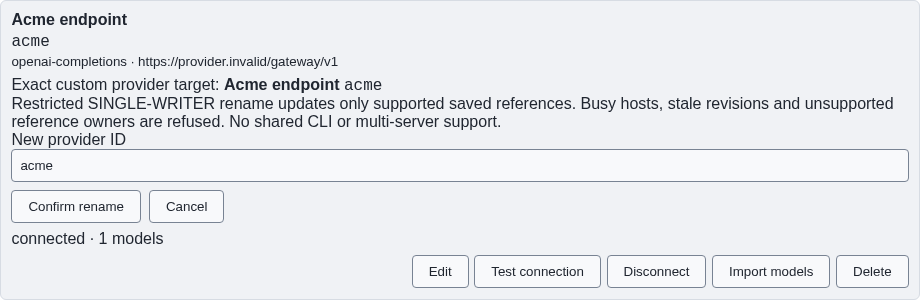 Acme endpoint
acme
openai-completions · https://provider.invalid/gateway/v1
Exact custom provider target: Acme endpoint acme
Restricted SINGLE-WRITER rename updates only supported saved references. Busy hosts, stale revisions and unsupported
reference owners are refused. No shared CLI or multi-server support.
New provider ID
acme
Confirm rename Cancel
connected · 1 models
Edit Test connection Disconnect Import models Delete